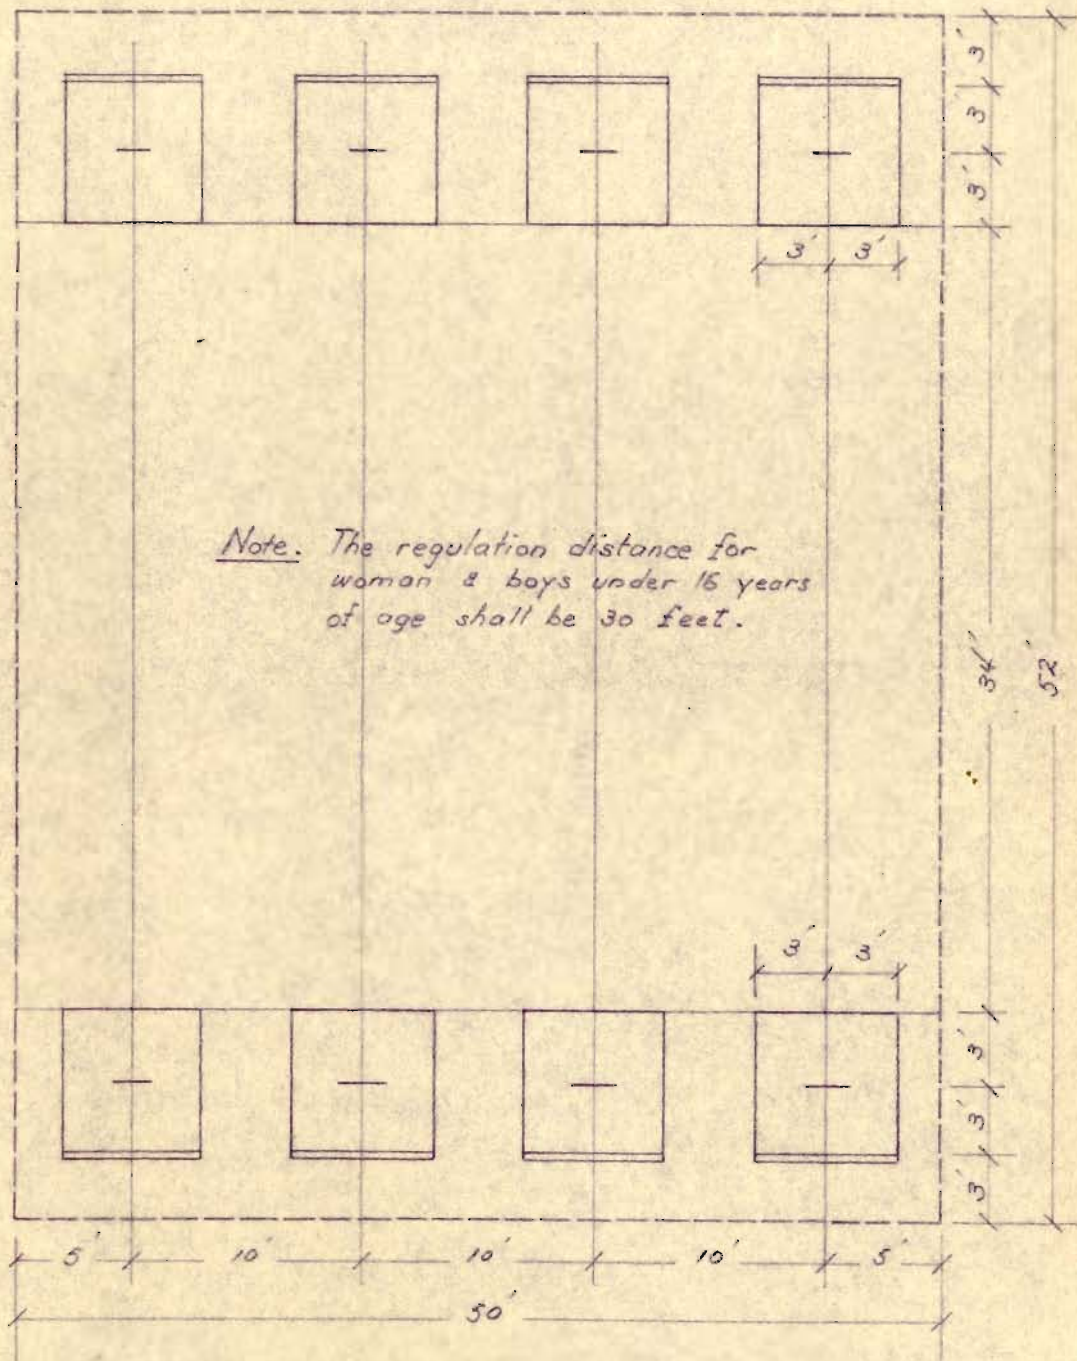 3'
3'
3'
3' 3'
Note. The regulation distance for
woman & boys under 16 years
of age shall be 30 feet.
34'
52'
3' 3'
3'
3'
3'
5' 10' 10' 10' 5'
50'